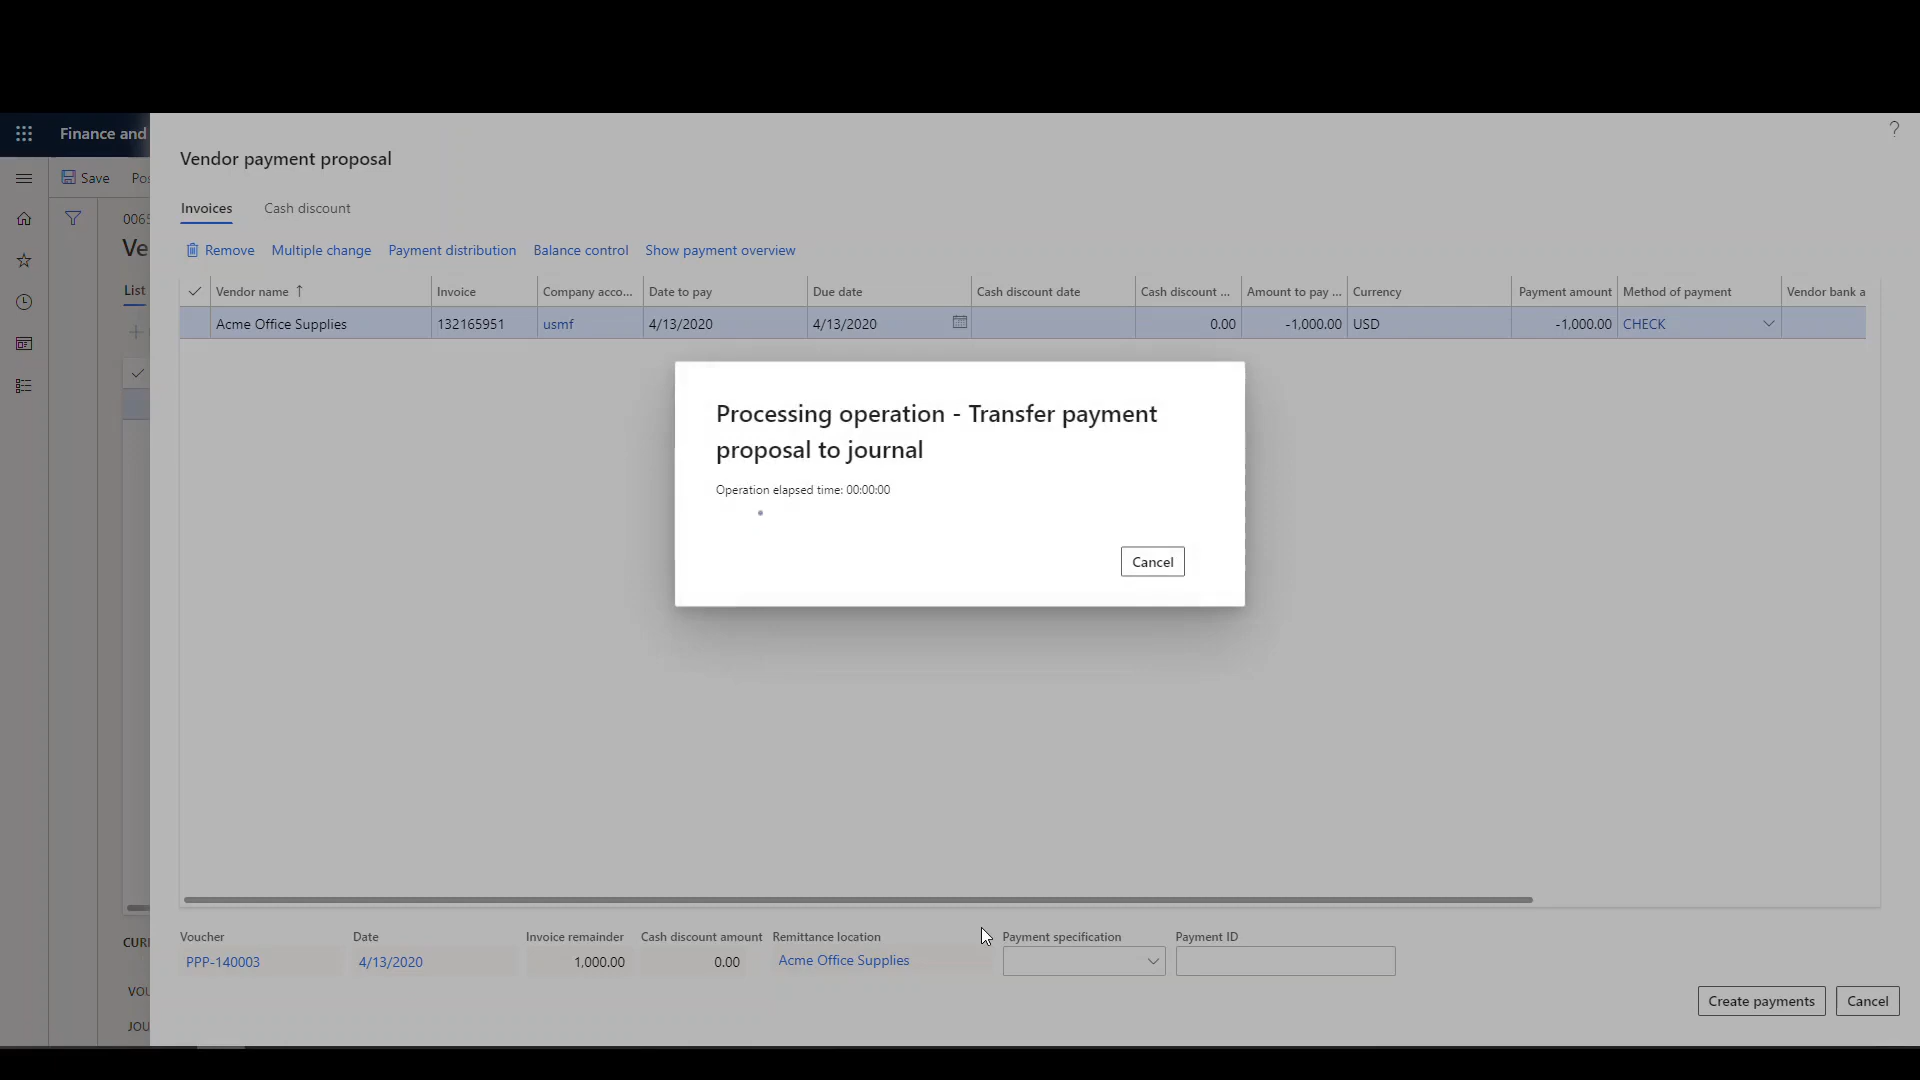 Finance and
?
Vendor payment proposal
Save
Pos
Invoices Cash discount
0065
Ve
Remove Multiple change Payment distribution Balance control Show payment overview
List
Vendor name ↑ Invoice Company acco... Date to pay Due date Cash discount date Cash discount ... Amount to pay ... Currency Payment amount Method of payment Vendor bank a
Acme Office Supplies 132165951 usmf 4/13/2020 4/13/2020 0.00 -1,000.00 USD -1,000.00 CHECK
Processing operation - Transfer payment
proposal to journal
Operation elapsed time: 00:00:00
Cancel
CURR
Voucher Date Invoice remainder Cash discount amount Remittance location Payment specification Payment ID
PPP-140003 4/13/2020 1,000.00 0.00 Acme Office Supplies
VOU
Create payments Cancel
JOU